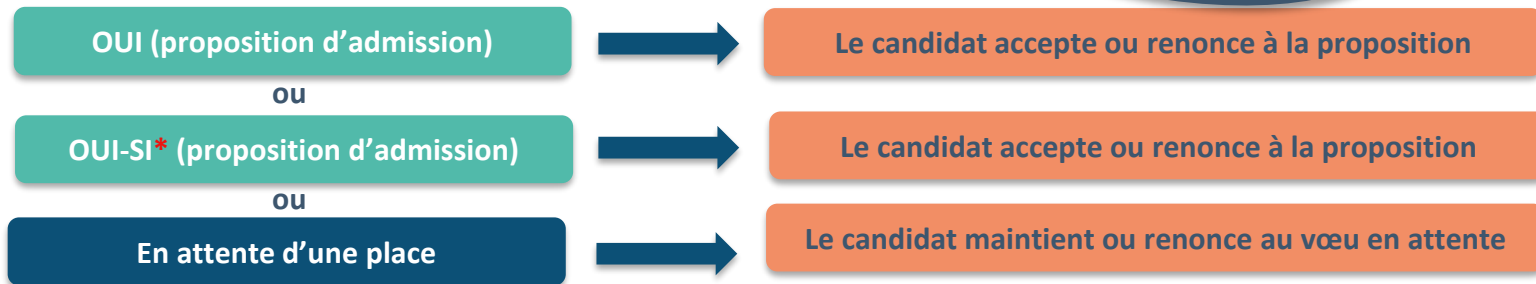 OUI (proposition d’admission)
Le candidat accepte ou renonce à la proposition
ou
OUI-SI* (proposition d’admission)
Le candidat accepte ou renonce à la proposition
ou
En attente d’une place
Le candidat maintient ou renonce au vœu en attente